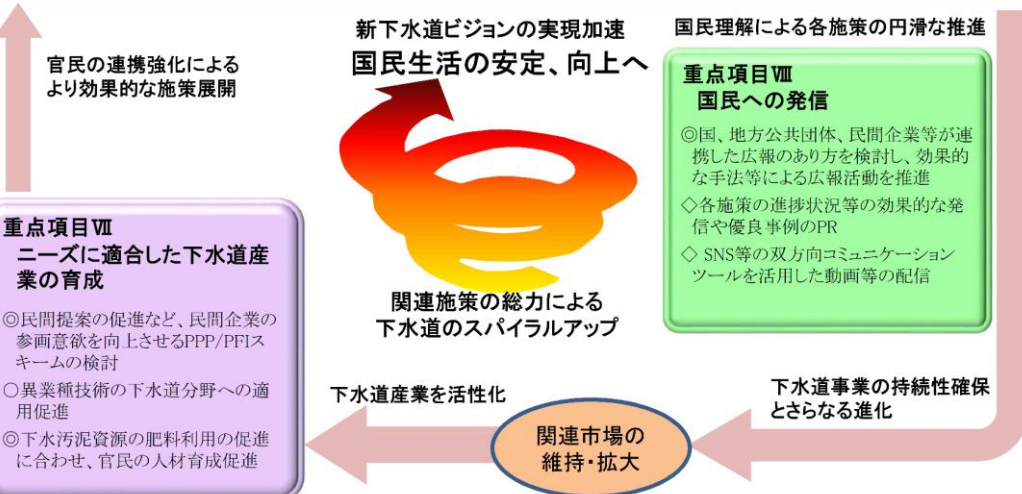 新下水道ビジョンの実現加速
国民生活の安定、向上へ
国民理解による各施策の円滑な推進
官民の連携強化による
より効果的な施策展開
重点項目Ⅷ
国民への発信
◎国、地方公共団体、民間企業等が連
携した広報のあり方を検討し、効果的
な手法等による広報活動を推進
◇各施策の進捗状況等の効果的な発
信や優良事例のPR
◇ SNS等の双方向コミュニケーション
ツールを活用した動画等の配信
重点項目Ⅶ
ニーズに適合した下水道産
業の育成
◎民間提案の促進など、民間企業の
参画意欲を向上させるPPP/PFIス
キームの検討
○異業種技術の下水道分野への適
用促進
◎下水汚泥資源の肥料利用の促進
に合わせ、官民の人材育成促進
関連施策の総力による
下水道のスパイラルアップ
下水道産業を活性化
関連市場の
維持・拡大
下水道事業の持続性確保
とさらなる進化